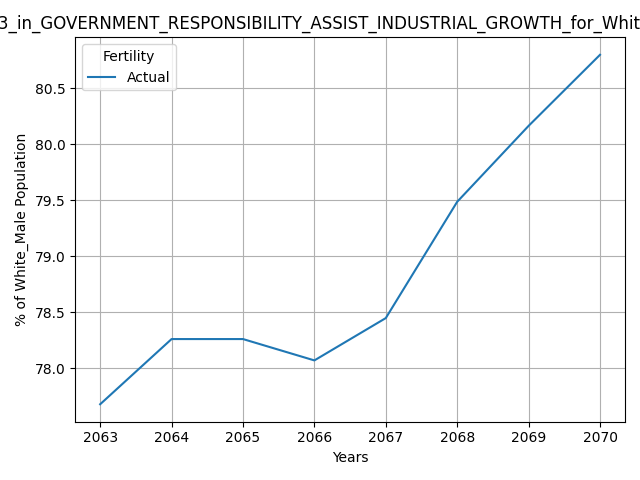 3_in_GOVERNMENT_RESPONSIBILITY_ASSIST_INDUSTRIAL_GROWTH_for_Whit
Fertility
Actual
80.5
80.0
79.5
79.0
78.5
78.0
% of White_Male Population
2063 2064 2065 2066 2067 2068 2069 2070
Years